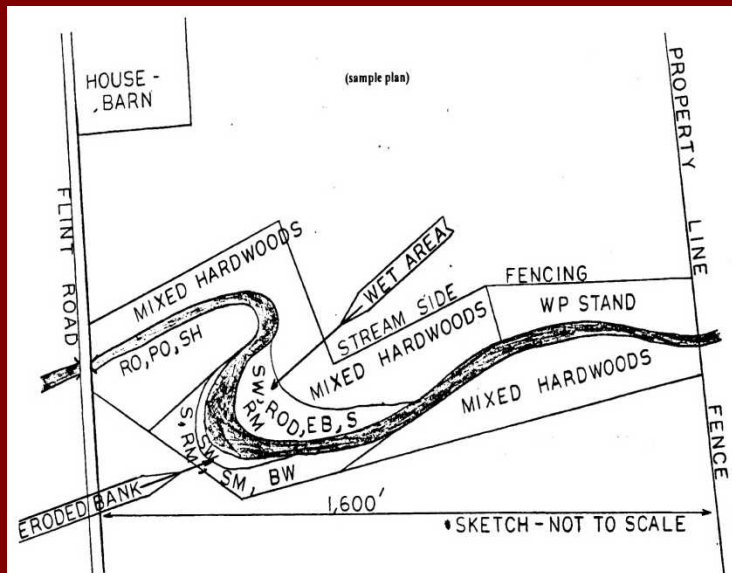 HOUSE -
BARN
(sample plan)
PROPERTY LINE
FENCE
FLINT ROAD
MIXED HARDWOODS
WET AREA
FENCING
STREAM SIDE
WP STAND
RO, PO, SH
MIXED HARDWOODS
MIXED HARDWOODS
SW, ROD, EB, S
RM
SW
S, RM
SM, BW
ERODED BANK
1,600'
*SKETCH - NOT TO SCALE